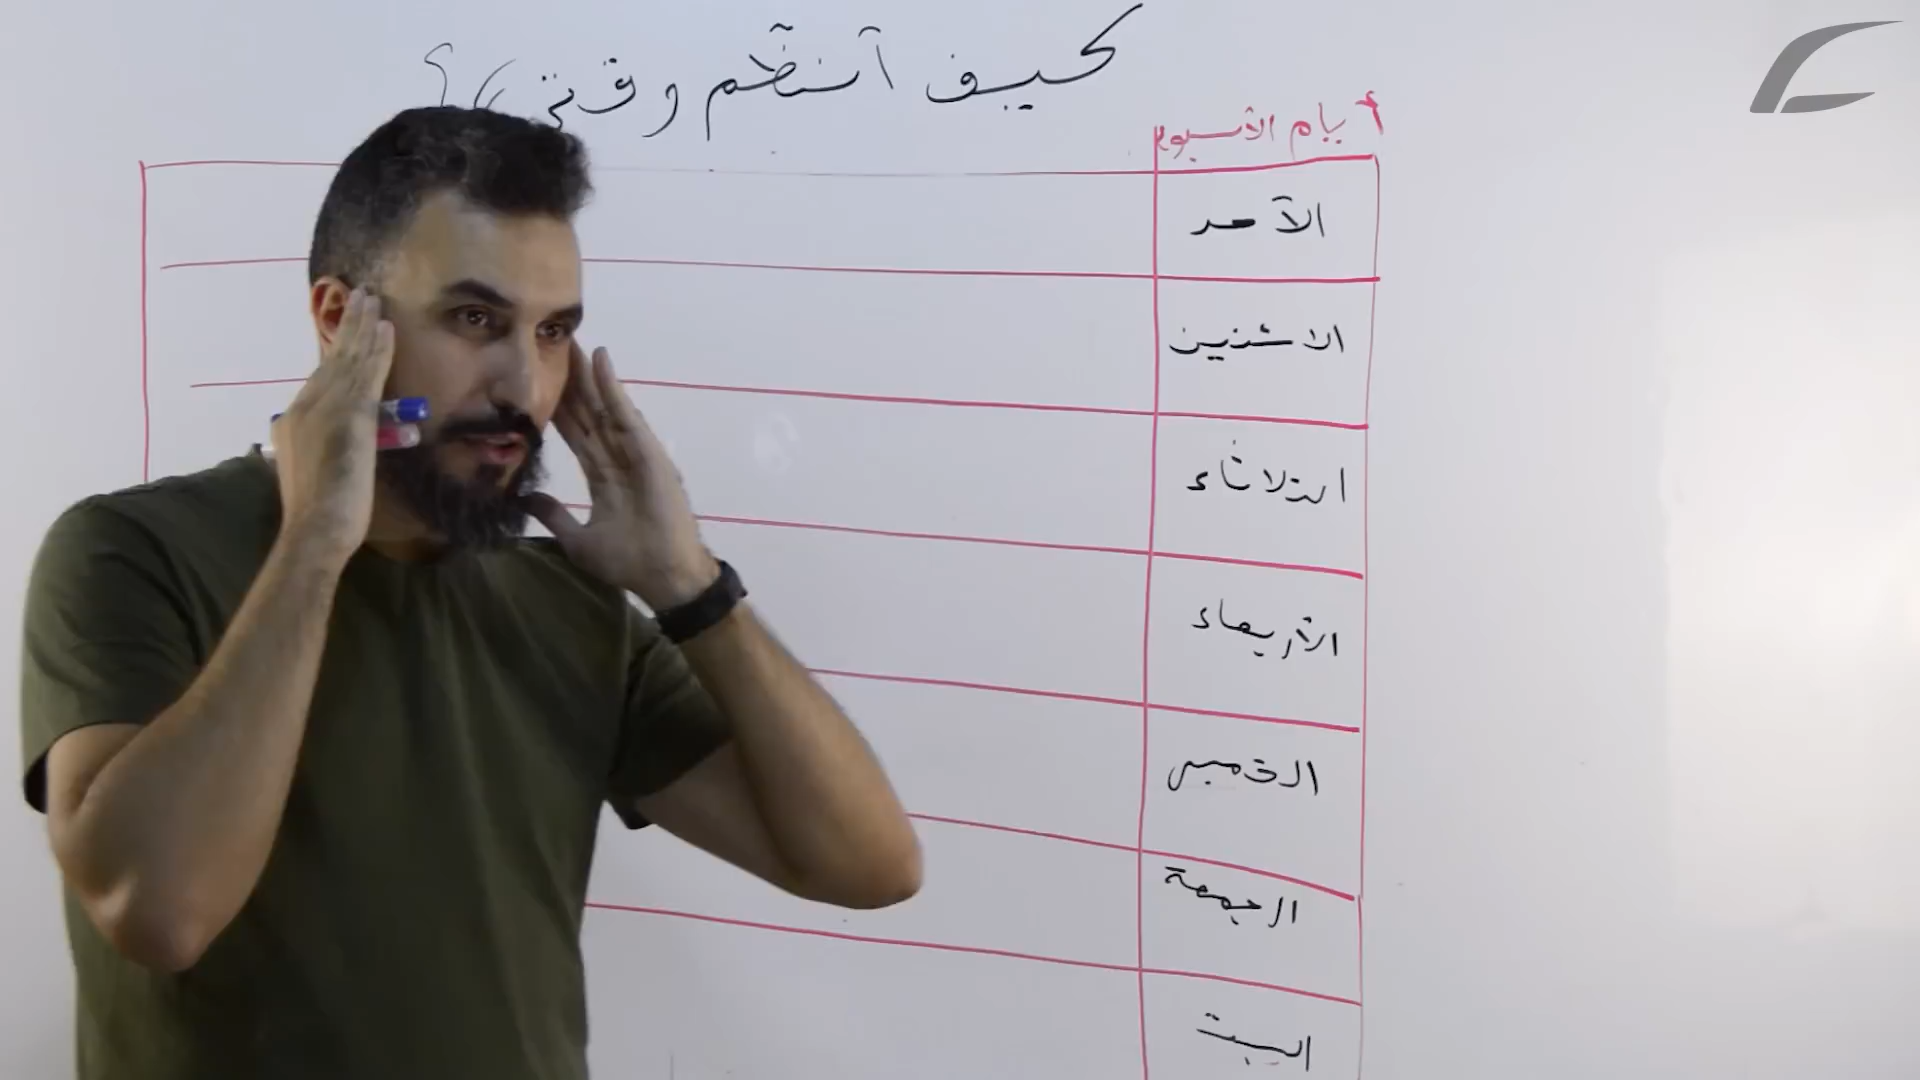 كيف أنظم وقتي؟
أيام الأسبوع
الأحد
الاثنين
الثلاثاء
الأربعاء
الخميس
الجمعة
السبت